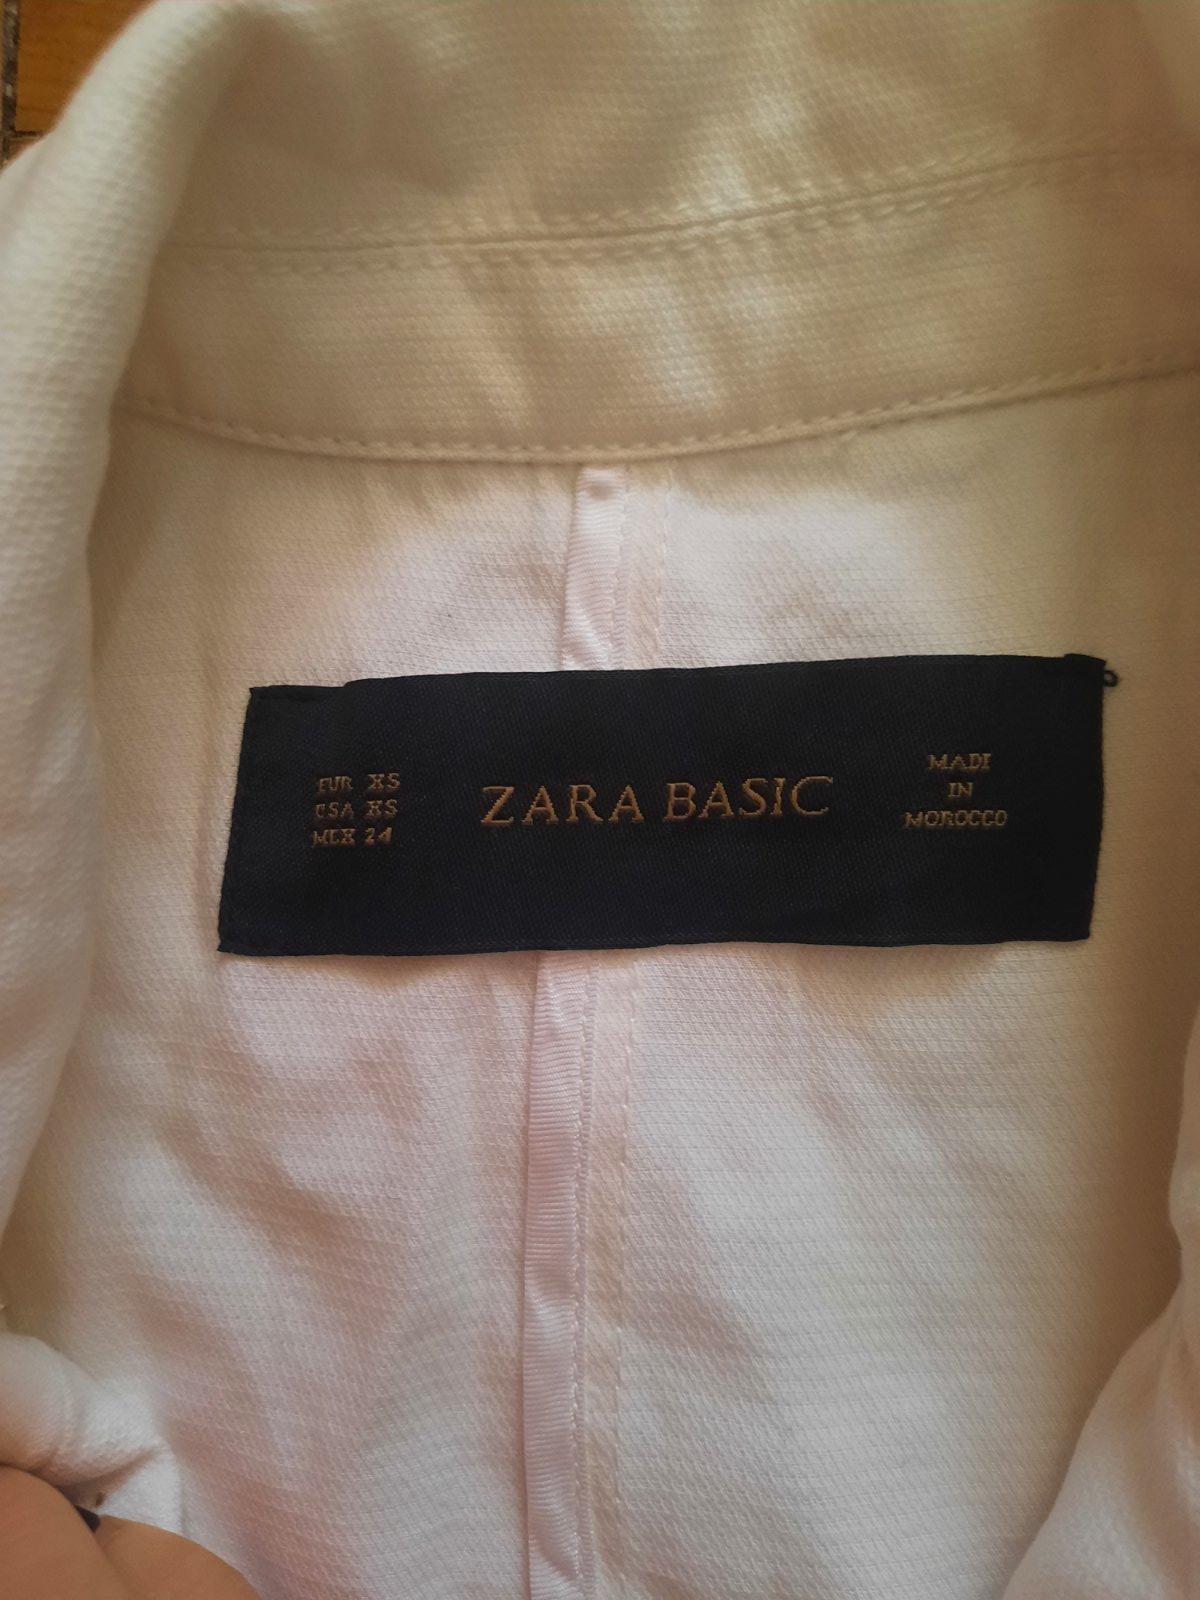 EUR XS
USA XS
MEX 24
ZARA BASIC
MADE
IN
MOROCCO